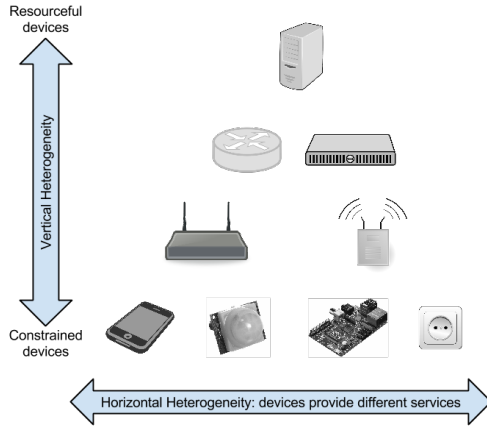 Resourceful
devices
Vertical Heterogeneity
Constrained
devices
Horizontal Heterogeneity: devices provide different services